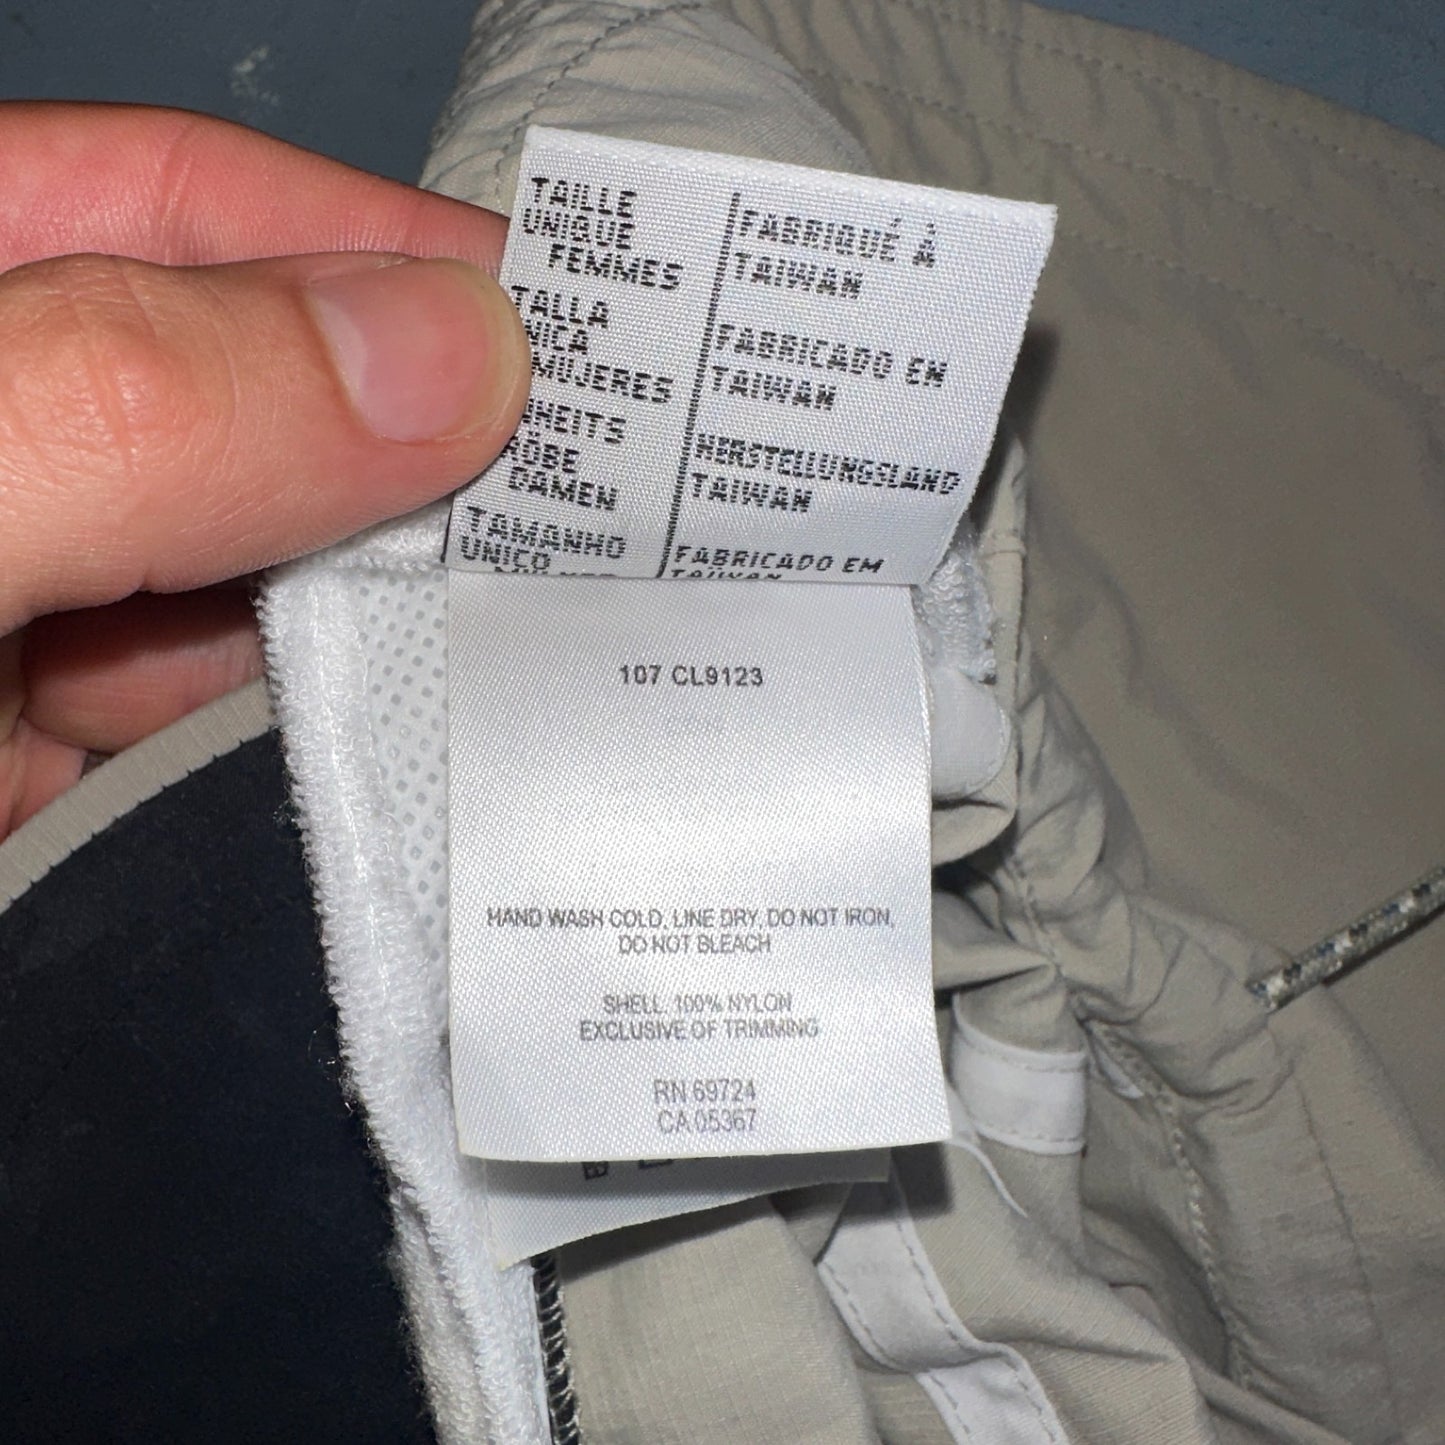 TAILLE
UNIQUE
FEMMES
TALLA
NICA
MUJERES
HEITS
DAMEN
TAMANHO
UNICO
FABRIQUÉ À
TAIWAN
FABRICADO EN
TAIWAN
HERSTELLUNGSLAND
TAIWAN
FABRICADO EM
TAIWAN
107 CL9123
HAND WASH COLD, LINE DRY, DO NOT IRON,
DO NOT BLEACH
SHELL: 100% NYLON
EXCLUSIVE OF TRIMMING
RN 69724
CA 05367